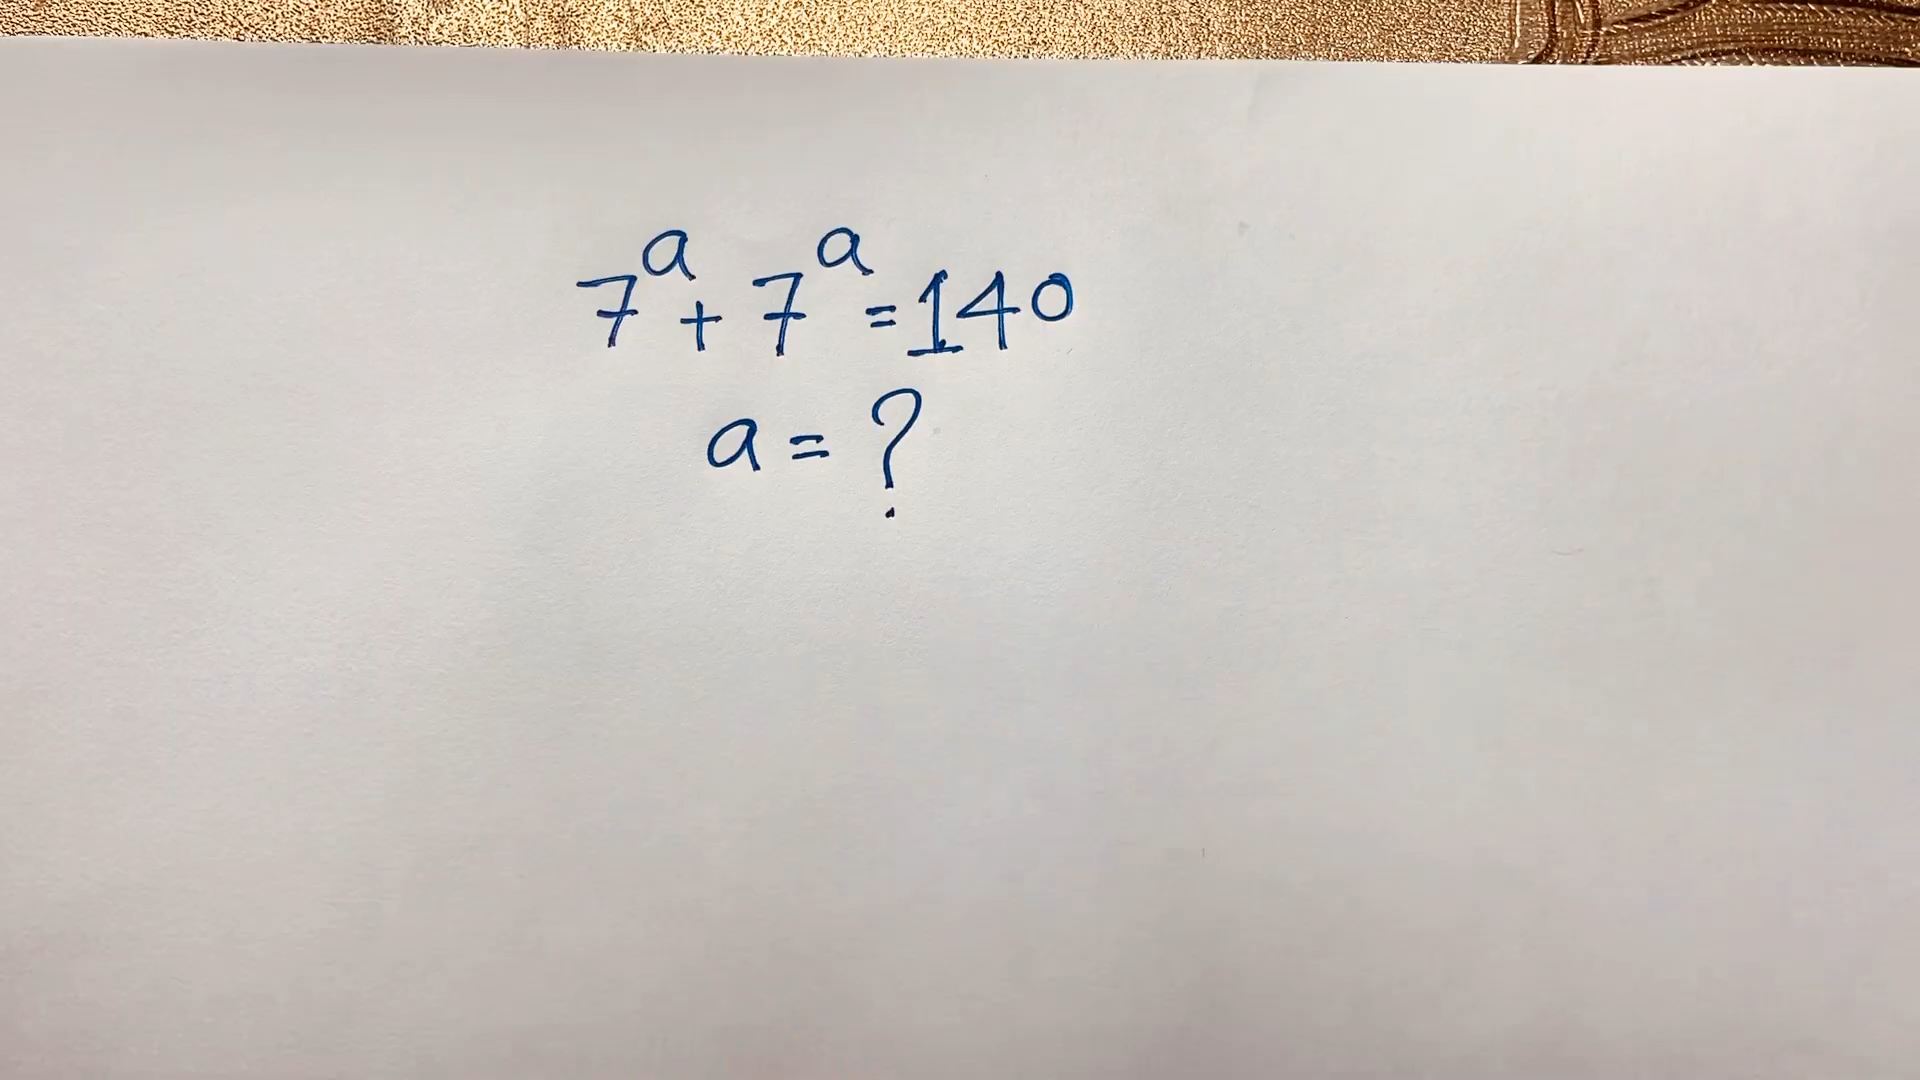 7^a + 7^a = 140
a = ?